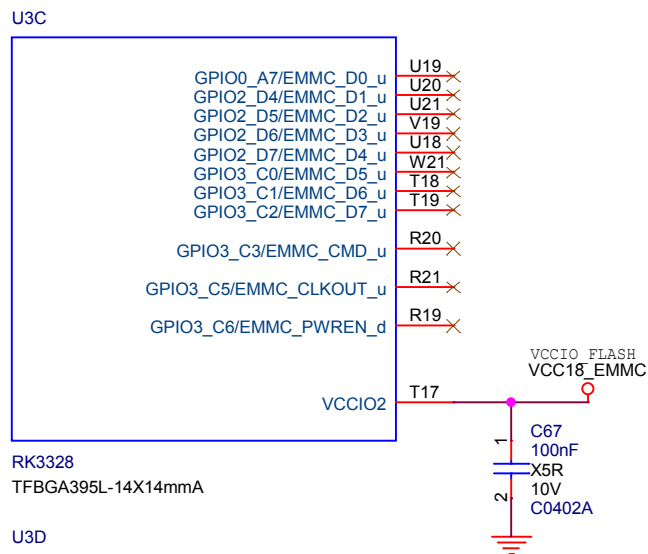 U3C
GPIO0_A7/EMMC_D0_u U19
GPIO2_D4/EMMC_D1_u U20
GPIO2_D5/EMMC_D2_u U21
GPIO2_D6/EMMC_D3_u V19
GPIO2_D7/EMMC_D4_u U18
GPIO3_C0/EMMC_D5_u W21
GPIO3_C1/EMMC_D6_u T18
GPIO3_C2/EMMC_D7_u T19
GPIO3_C3/EMMC_CMD_u R20
GPIO3_C5/EMMC_CLKOUT_u R21
GPIO3_C6/EMMC_PWREN_d R19
VCCIO_FLASH
VCC18_EMMC
VCCIO2 T17
1
C67
100nF
X5R
10V
C0402A
2
RK3328
TFBGA395L-14X14mmA
U3D